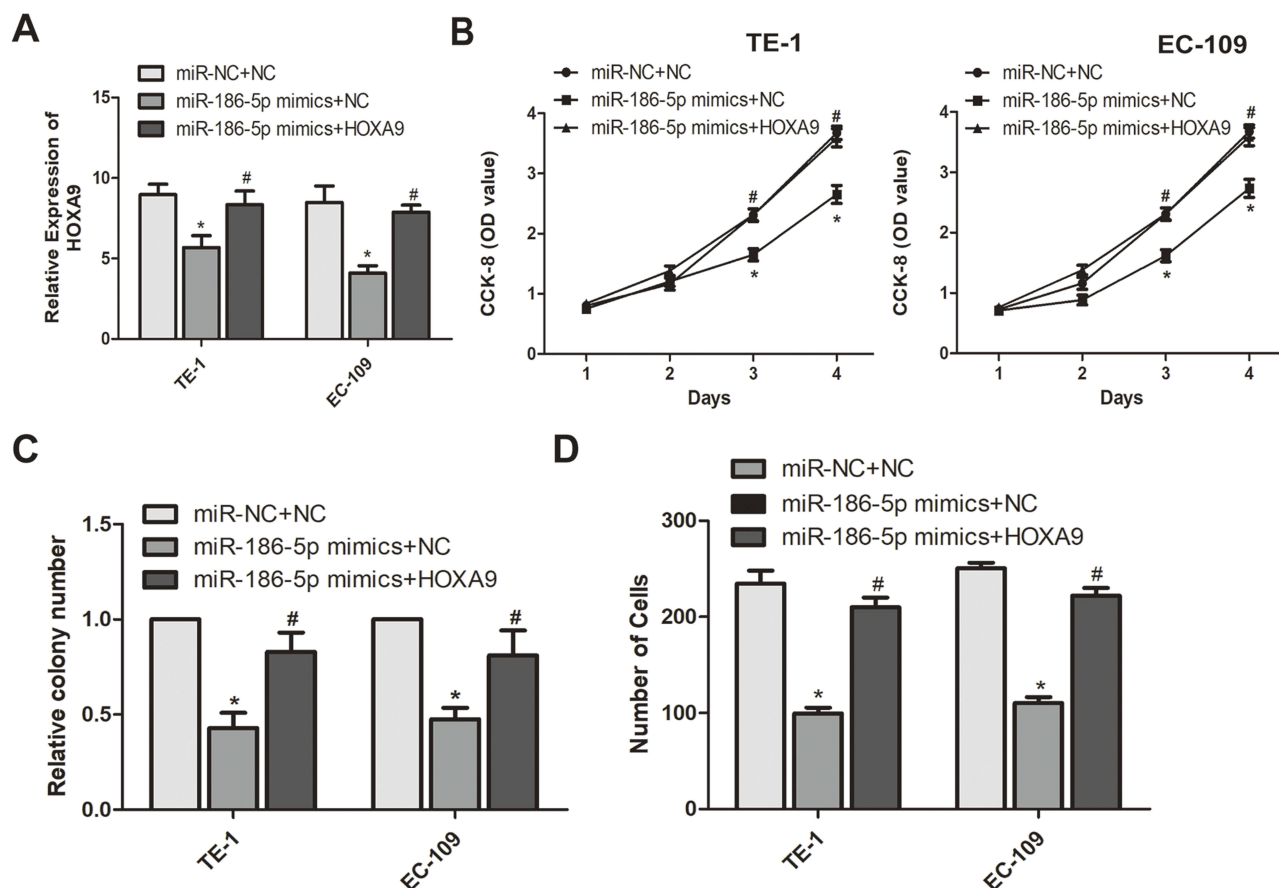 A
miR-NC+NC
miR-186-5p mimics+NC
miR-186-5p mimics+HOXA9
Relative Expression of
HOXA9
15
10
5
0
*
#
*
#
TE-1
EC-109
B
TE-1
miR-NC+NC
miR-186-5p mimics+NC
miR-186-5p mimics+HOXA9
CCK-8 (OD value)
4
3
2
1
0
#
*
#
*
1
2
3
4
Days
EC-109
miR-NC+NC
miR-186-5p mimics+NC
miR-186-5p mimics+HOXA9
CCK-8 (OD value)
4
3
2
1
0
#
*
#
*
1
2
3
4
Days
C
miR-NC+NC
miR-186-5p mimics+NC
miR-186-5p mimics+HOXA9
Relative colony number
1.5
1.0
0.5
0.0
*
#
*
#
TE-1
EC-109
D
miR-NC+NC
miR-186-5p mimics+NC
miR-186-5p mimics+HOXA9
Number of Cells
300
200
100
0
*
#
*
#
TE-1
EC-109